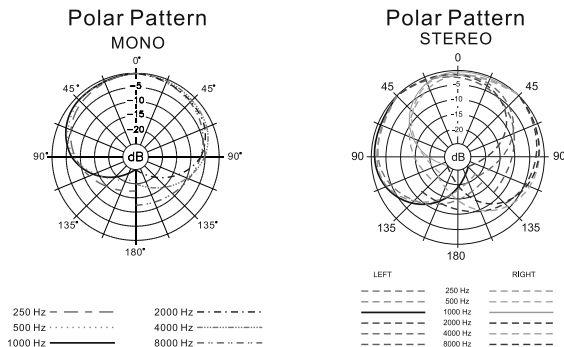 Polar Pattern
MONO
0°
45° 45°
-5
-10
-15
-20
90° dB 90°
135° 135°
180°
250 Hz 2000 Hz
500 Hz 4000 Hz
1000 Hz 8000 Hz
Polar Pattern
STEREO
0
45 45
-5
-10
-15
-20
90 dB 90
135 135
180
LEFT RIGHT
250 Hz
500 Hz
1000 Hz
2000 Hz
4000 Hz
8000 Hz